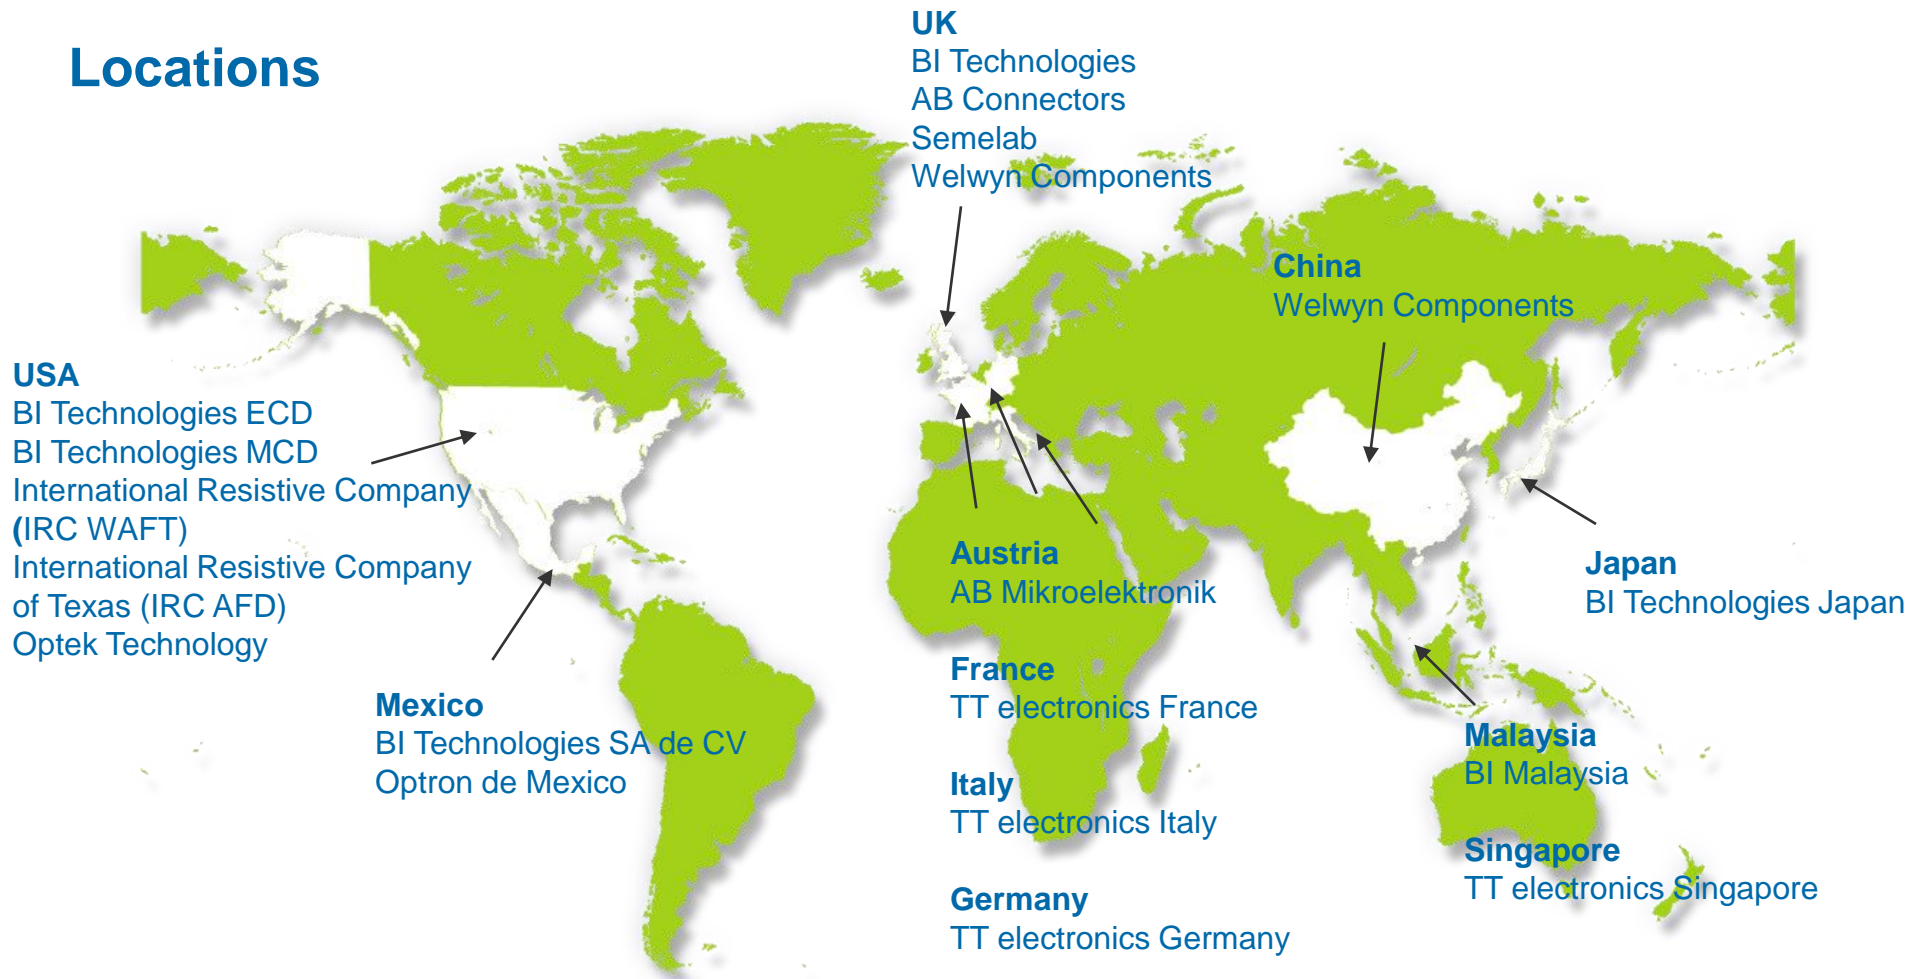 Locations
UK
BI Technologies
AB Connectors
Semelab
Welwyn Components
China
Welwyn Components
USA
BI Technologies ECD
BI Technologies MCD
International Resistive Company
(IRC WAFT)
International Resistive Company
of Texas (IRC AFD)
Optek Technology
Mexico
BI Technologies SA de CV
Optron de Mexico
Austria
AB Mikroelektronik
France
TT electronics France
Italy
TT electronics Italy
Germany
TT electronics Germany
Japan
BI Technologies Japan
Malaysia
BI Malaysia
Singapore
TT electronics Singapore